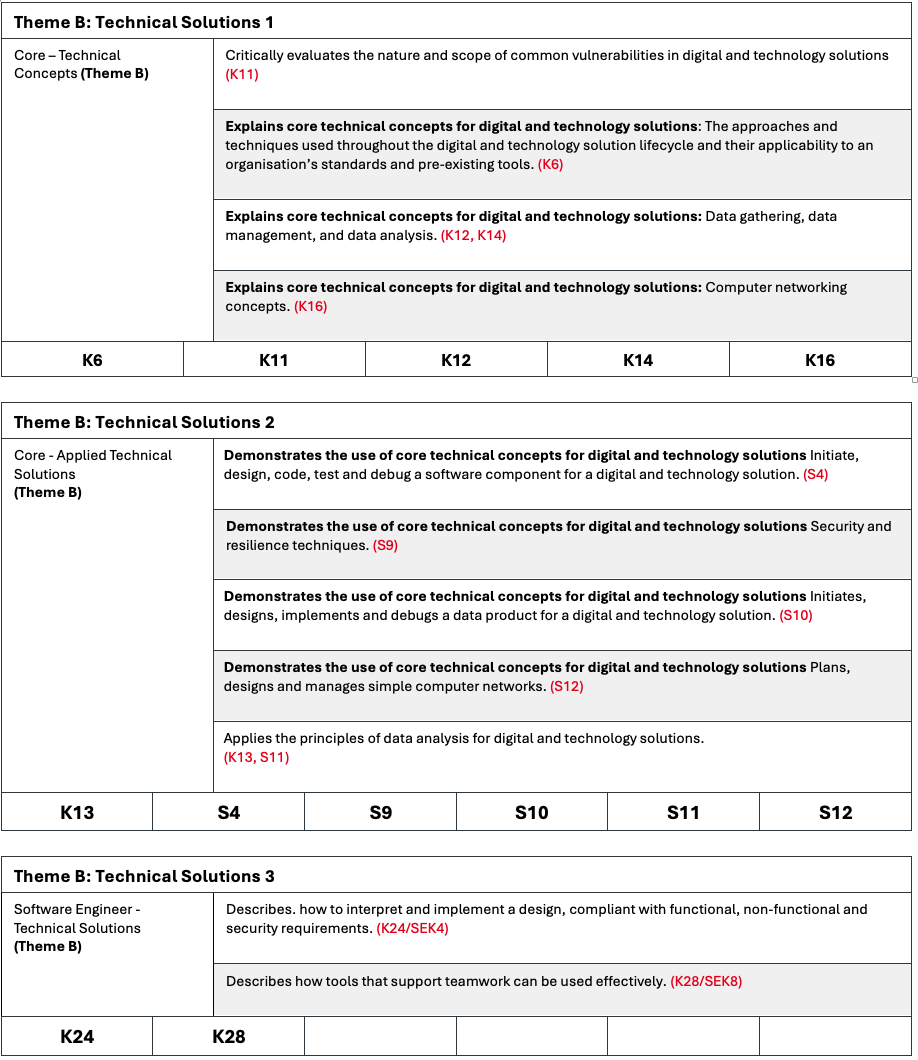 Theme B: Technical Solutions 1
Core – Technical
Concepts (Theme B)
Critically evaluates the nature and scope of common vulnerabilities in digital and technology solutions
(K11)
Explains core technical concepts for digital and technology solutions: The approaches and
techniques used throughout the digital and technology solution lifecycle and their applicability to an
organisation’s standards and pre-existing tools. (K6)
Explains core technical concepts for digital and technology solutions: Data gathering, data
management, and data analysis. (K12, K14)
Explains core technical concepts for digital and technology solutions: Computer networking
concepts. (K16)
K6 K11 K12 K14 K16
Theme B: Technical Solutions 2
Core - Applied Technical
Solutions
(Theme B)
Demonstrates the use of core technical concepts for digital and technology solutions Initiate,
design, code, test and debug a software component for a digital and technology solution. (S4)
Demonstrates the use of core technical concepts for digital and technology solutions Security and
resilience techniques. (S9)
Demonstrates the use of core technical concepts for digital and technology solutions Initiates,
designs, implements and debugs a data product for a digital and technology solution. (S10)
Demonstrates the use of core technical concepts for digital and technology solutions Plans,
designs and manages simple computer networks. (S12)
Applies the principles of data analysis for digital and technology solutions.
(K13, S11)
K13 S4 S9 S10 S11 S12
Theme B: Technical Solutions 3
Software Engineer -
Technical Solutions
(Theme B)
Describes. how to interpret and implement a design, compliant with functional, non-functional and
security requirements. (K24/SEK4)
Describes how tools that support teamwork can be used effectively. (K28/SEK8)
K24 K28